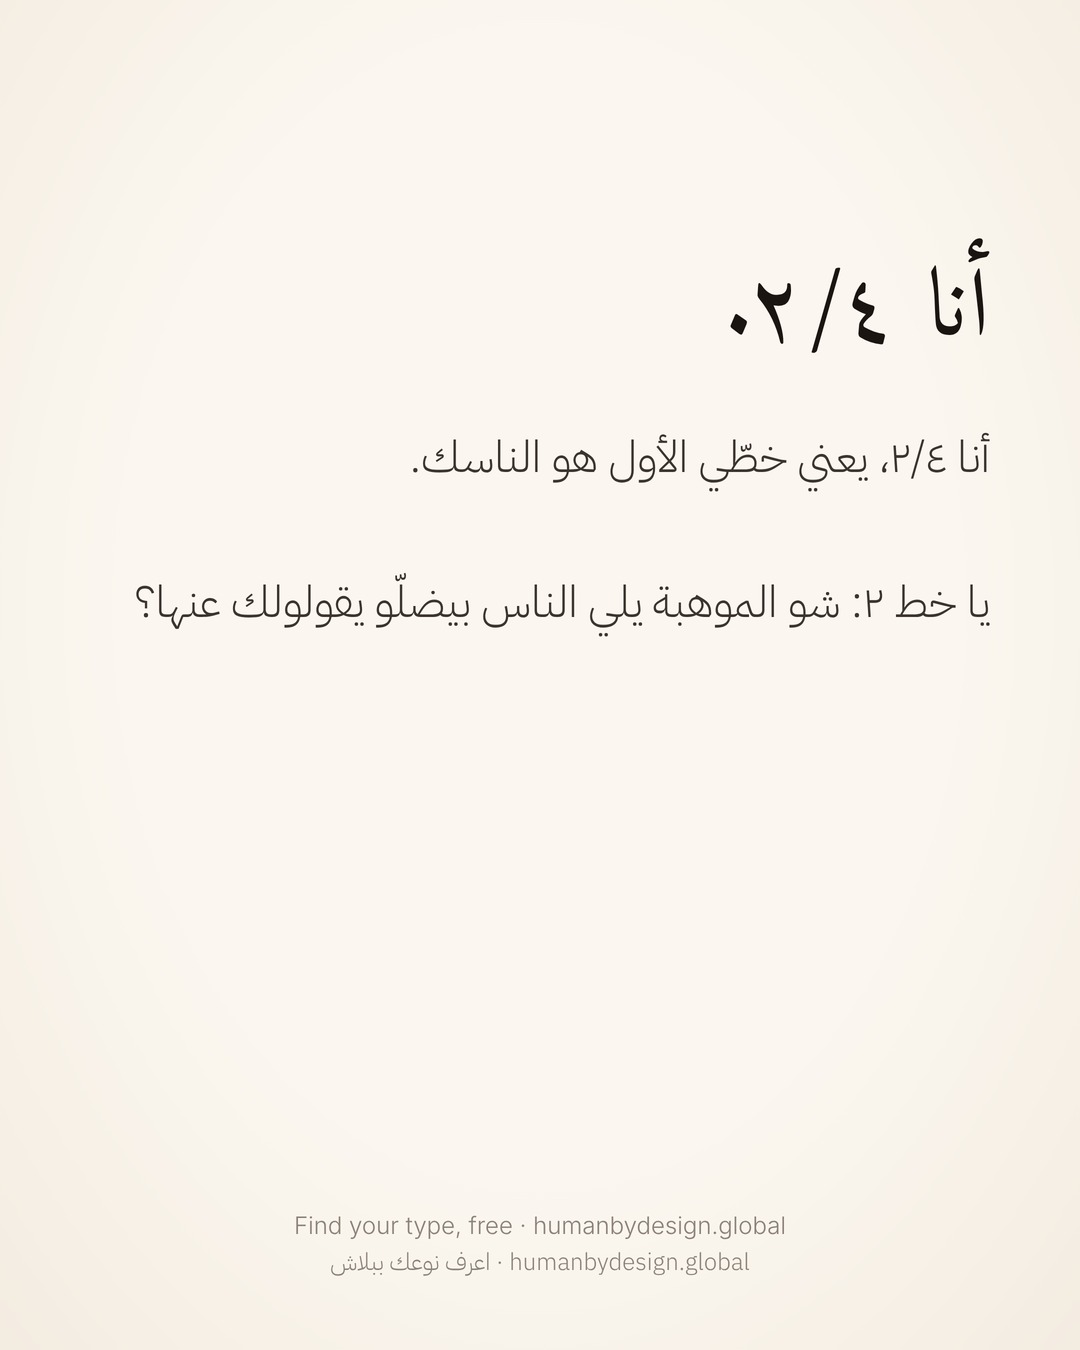 أنا ٢/٤.
أنا ٢/٤، يعني خطّي الأول هو الناسك.
يا خط ٢: شو الموهبة يلي الناس بيضلّو يقولولك عنها؟
Find your type, free · humanbydesign.global
اعرف نوعك ببلاش · humanbydesign.global